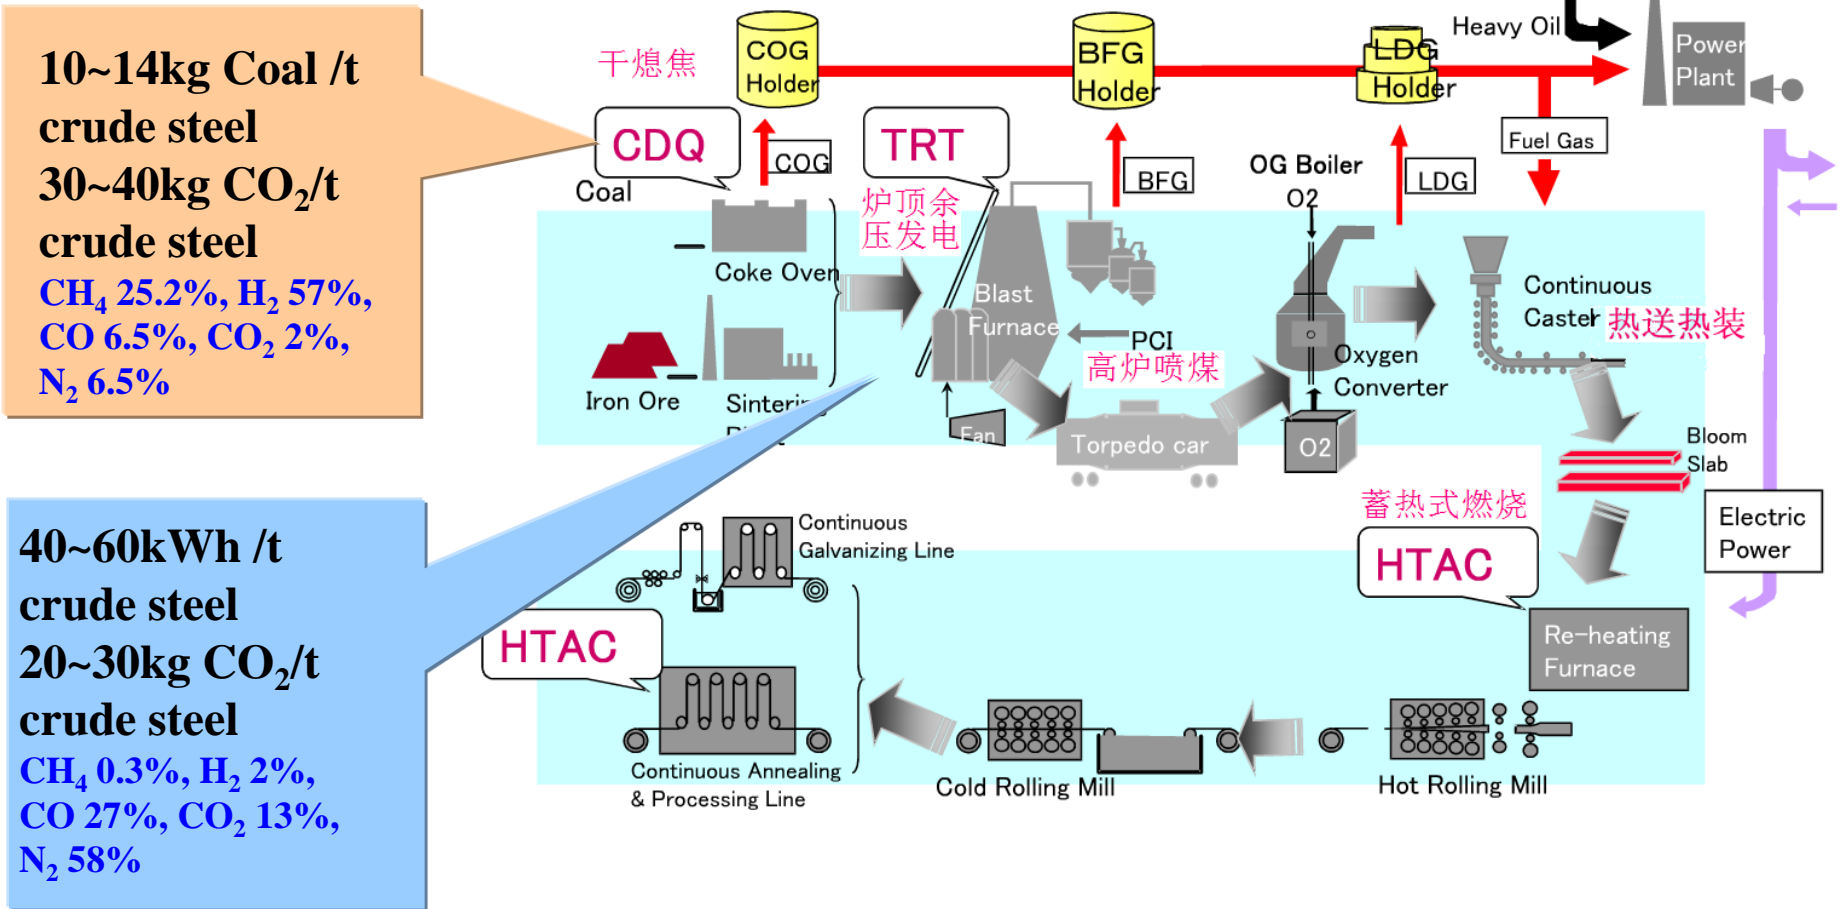 10~14kg Coal /t
crude steel
30~40kg CO₂/t
crude steel
CH₄ 25.2%, H₂ 57%,
CO 6.5%, CO₂ 2%,
N₂ 6.5%
40~60kWh /t
crude steel
20~30kg CO₂/t
crude steel
CH₄ 0.3%, H₂ 2%,
CO 27%, CO₂ 13%,
N₂ 58%
干熄焦
COG
Holder
BFG
Holder
LDG
Holder
Heavy Oil
Power
Plant
CDQ
TRT
COG
BFG
OG Boiler
O2
LDG
Fuel Gas
Coal
炉顶余
压发电
Coke Oven
Blast
Furnace
PCI
高炉喷煤
Oxygen
Converter
Continuous
Caster
热送热装
Iron Ore
Sintering
Fan
Torpedo car
O2
Bloom
Slab
蓄热式燃烧
HTAC
Electric
Power
Continuous
Galvanizing Line
HTAC
Re-heating
Furnace
Continuous Annealing
& Processing Line
Cold Rolling Mill
Hot Rolling Mill